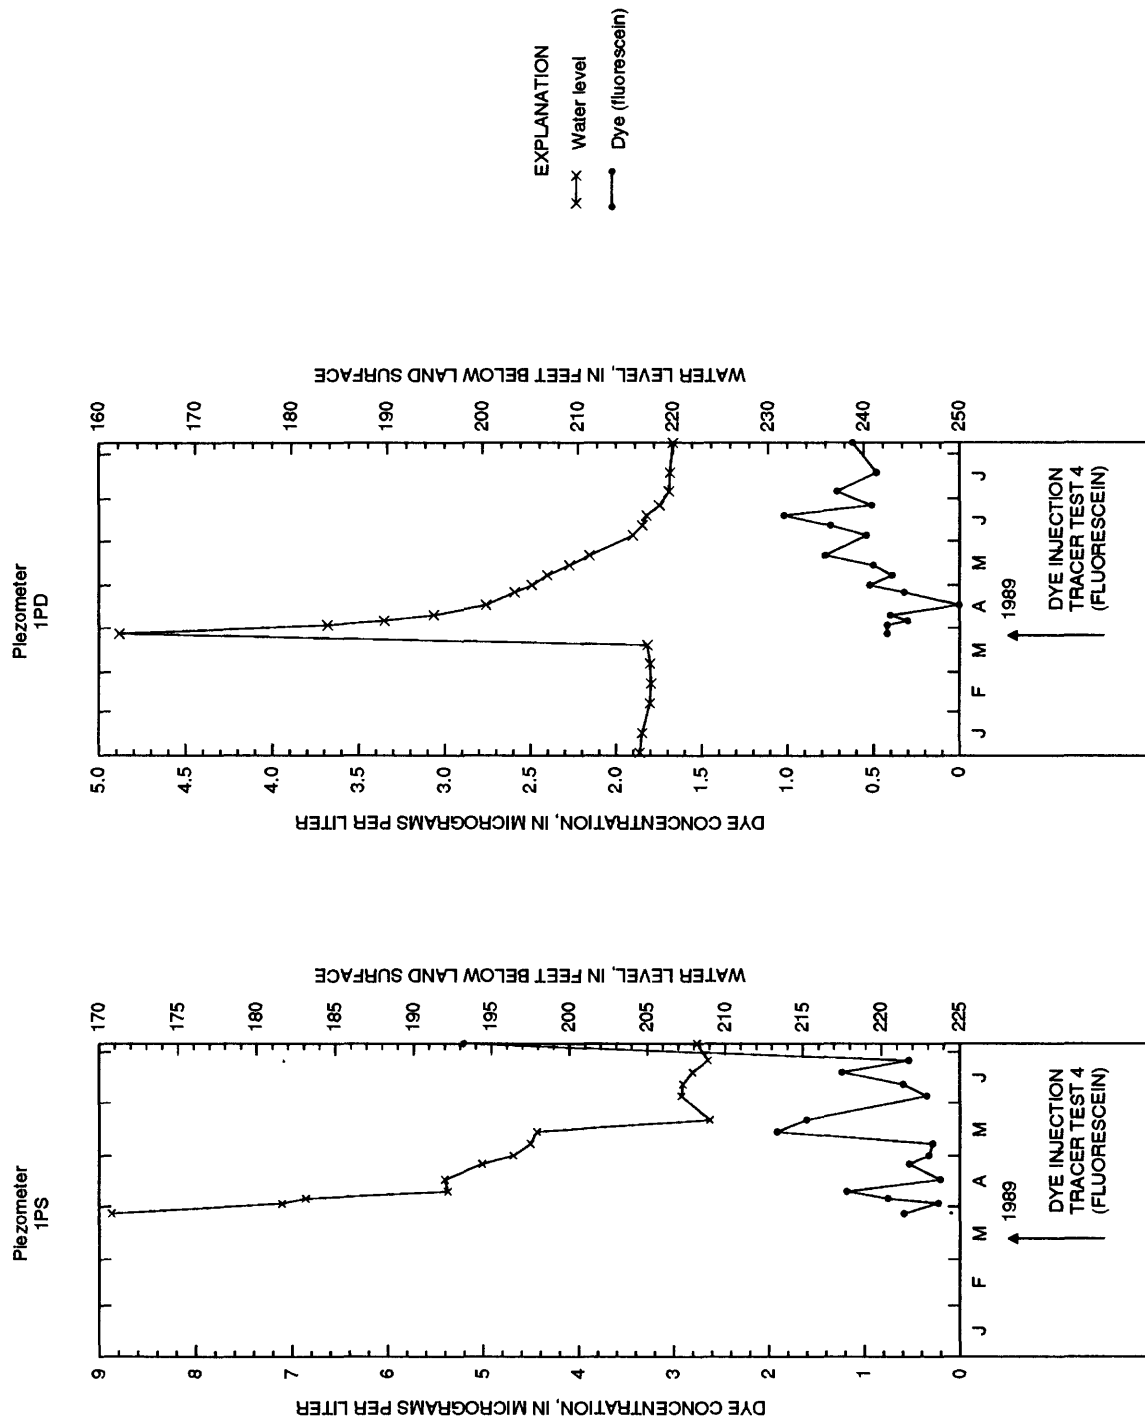 Piezometer
1PS
DYE CONCENTRATION, IN MICROGRAMS PER LITER
9
8
7
6
5
4
3
2
1
0
WATER LEVEL, IN FEET BELOW LAND SURFACE
170
175
180
185
190
195
200
205
210
215
220
225
J F M A M J J
1989
DYE INJECTION
TRACER TEST 4
(FLUORESCEIN)
Piezometer
1PD
DYE CONCENTRATION, IN MICROGRAMS PER LITER
5.0
4.5
4.0
3.5
3.0
2.5
2.0
1.5
1.0
0.5
0
WATER LEVEL, IN FEET BELOW LAND SURFACE
160
170
180
190
200
210
220
230
240
250
J F M A M J J
1989
DYE INJECTION
TRACER TEST 4
(FLUORESCEIN)
EXPLANATION
Water level
Dye (fluorescein)